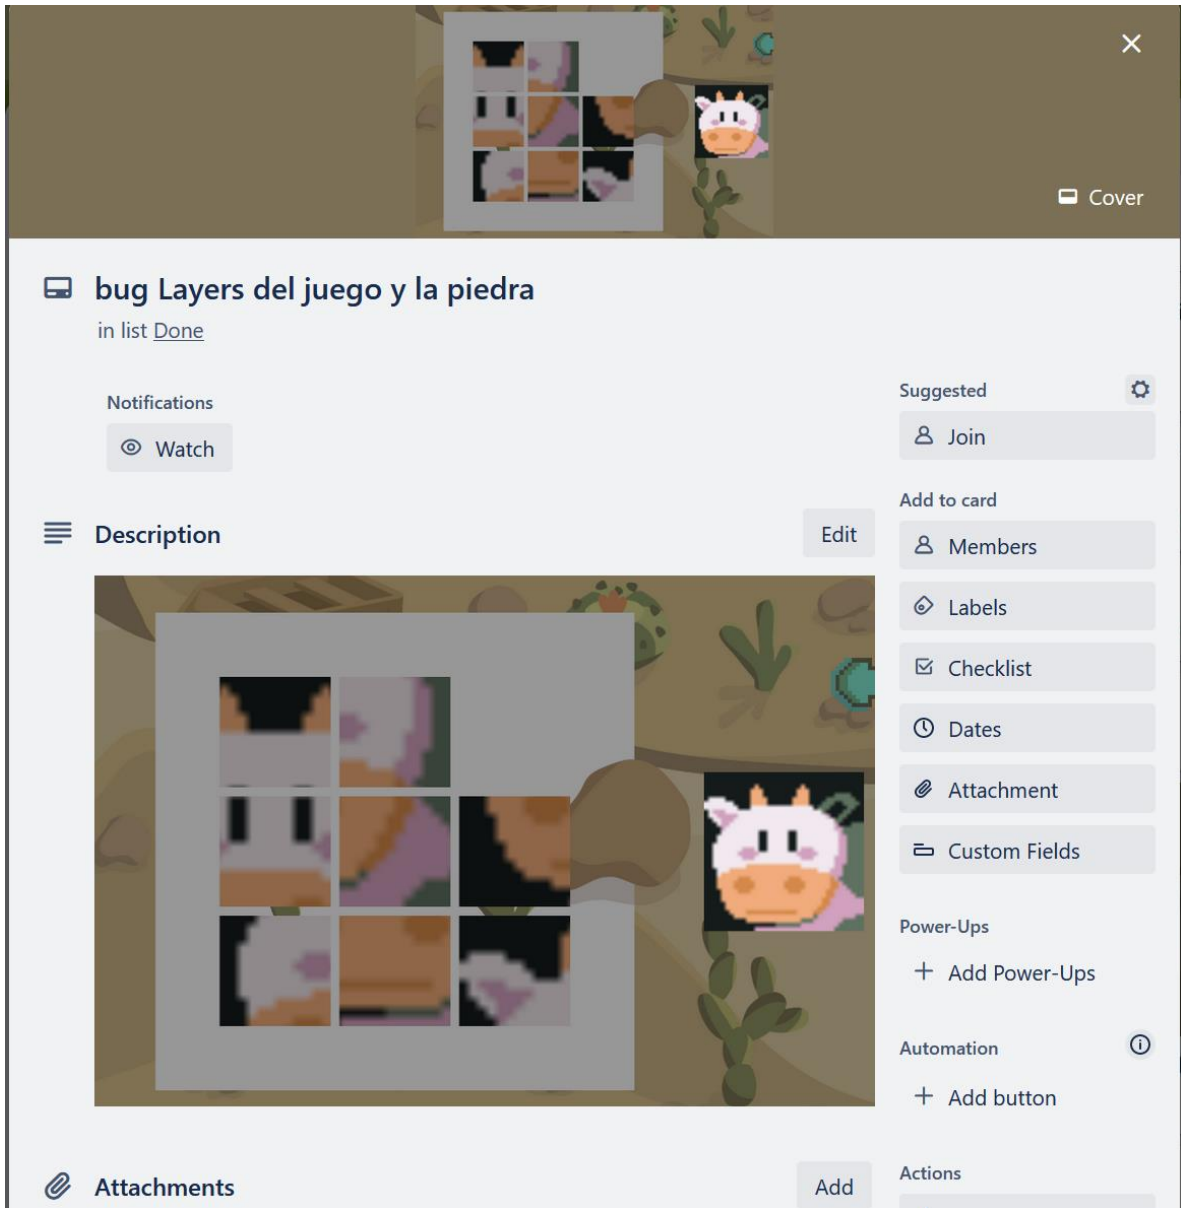 Cover
bug Layers del juego y la piedra
in list Done
Notifications
Watch
Description
Edit
Attachments
Add
Suggested
Join
Add to card
Members
Labels
Checklist
Dates
Attachment
Custom Fields
Power-Ups
+ Add Power-Ups
Automation
+ Add button
Actions